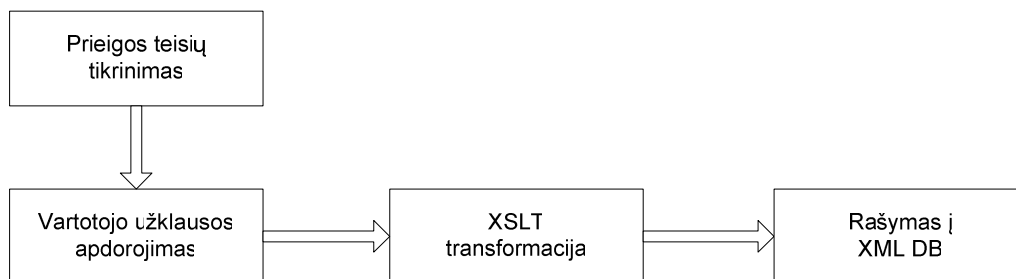 Prieigos teisių
tikrinimas
Vartotojo užklausos
apdorojimas
XSLT
transformacija
Rašymas į
XML DB